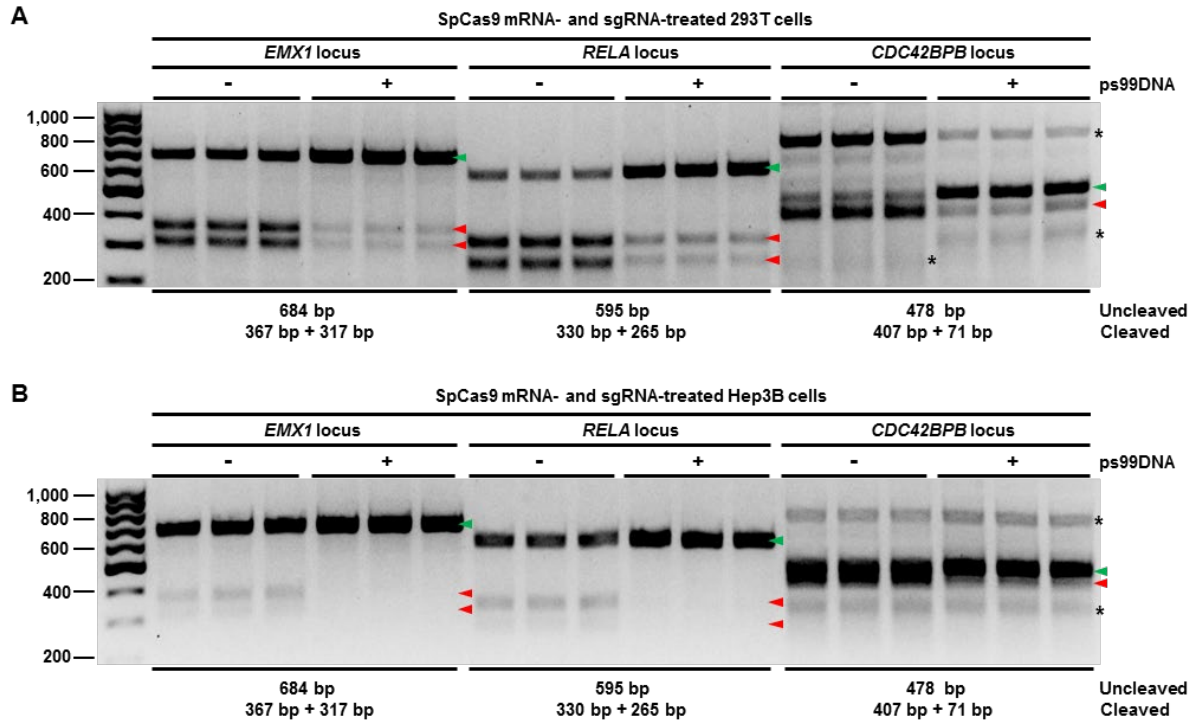 A
SpCas9 mRNA- and sgRNA-treated 293T cells
EMX1 locus RELA locus CDC42BPB locus
- + - + - + ps99DNA
1,000
800
600
400
200
*
*
*
684 bp 595 bp 478 bp Uncleaved
367 bp + 317 bp 330 bp + 265 bp 407 bp + 71 bp Cleaved
B
SpCas9 mRNA- and sgRNA-treated Hep3B cells
EMX1 locus RELA locus CDC42BPB locus
- + - + - + ps99DNA
1,000
800
600
400
200
*
*
684 bp 595 bp 478 bp Uncleaved
367 bp + 317 bp 330 bp + 265 bp 407 bp + 71 bp Cleaved